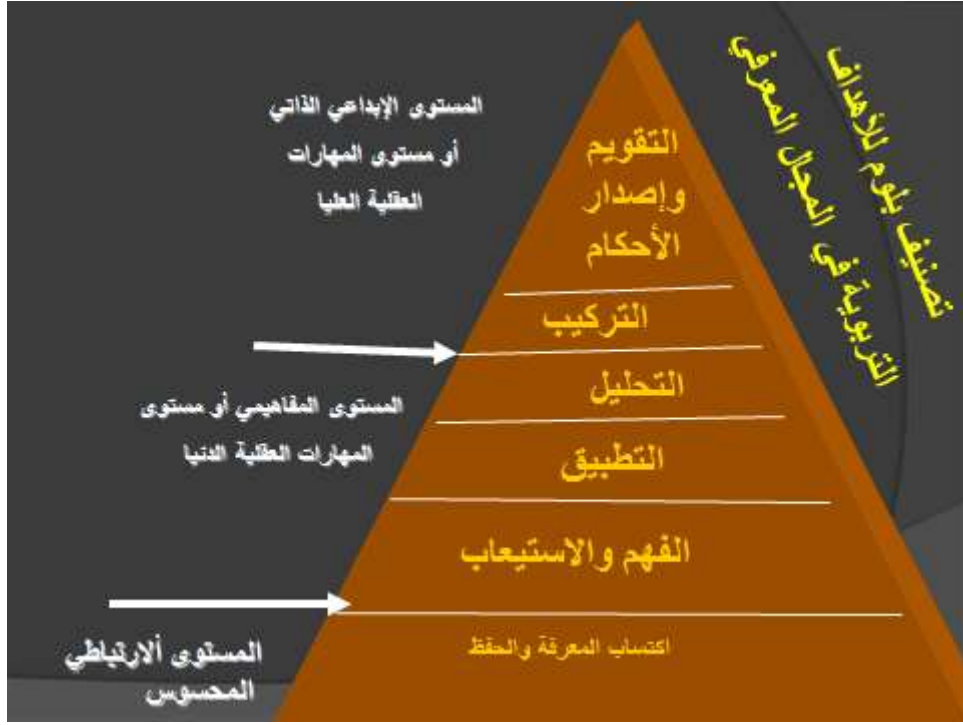 تصنيف بلوم للأهداف
التربوية في المجال المعرفي
المستوى الإبداعي الذاتي
أو مستوى المهارات
العقلية العليا
التقويم
وإصدار
الأحكام
التركيب
التحليل
المستوى المفاهيمي أو مستوى
المهارات العقلية الدنيا
التطبيق
الفهم والاستيعاب
المستوى ألارتباطي
المحسوس
اكتساب المعرفة والحفظ